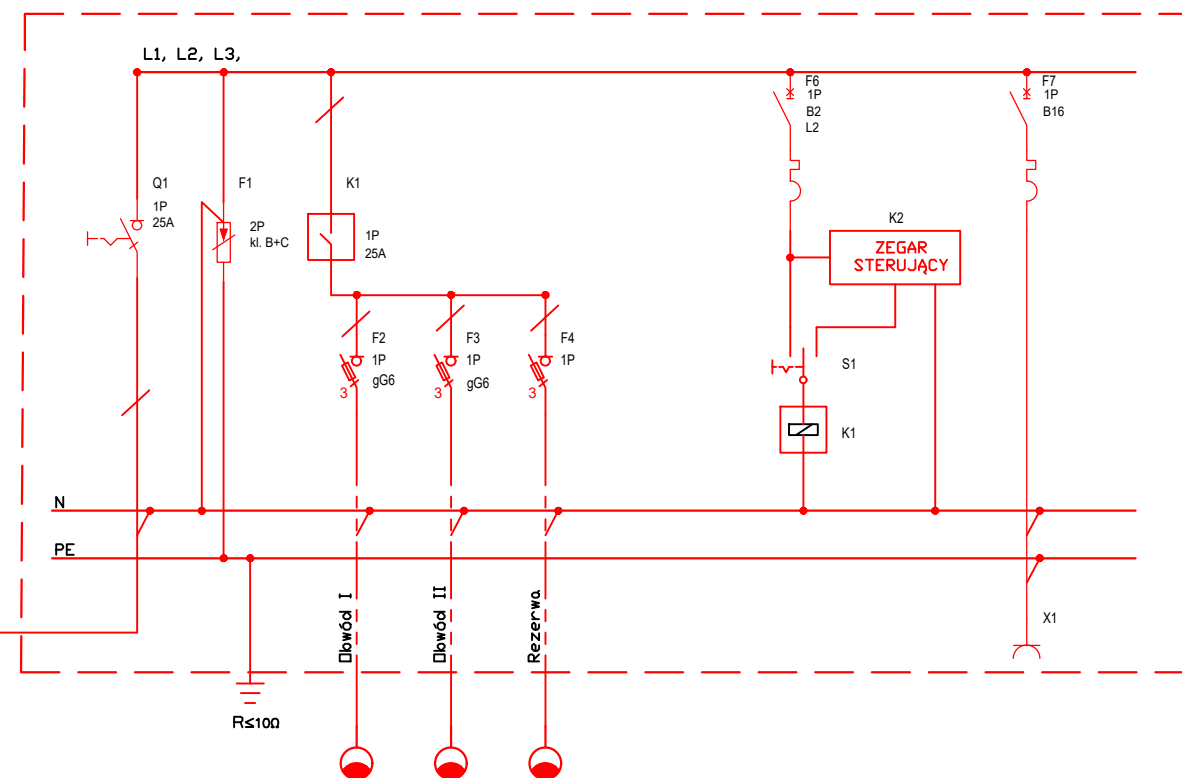 L1, L2, L3,
Q1
1P
25A
F1
2P
kl. B+C
K1
1P
25A
F2
1P
gG6
3
F3
1P
gG6
3
F4
1P
3
F6
1P
B2
L2
F7
1P
B16
K2
ZEGAR
STERUJĄCY
S1
K1
N
PE
Obwód I
Obwód II
Rezerwa
X1
R≤10Ω